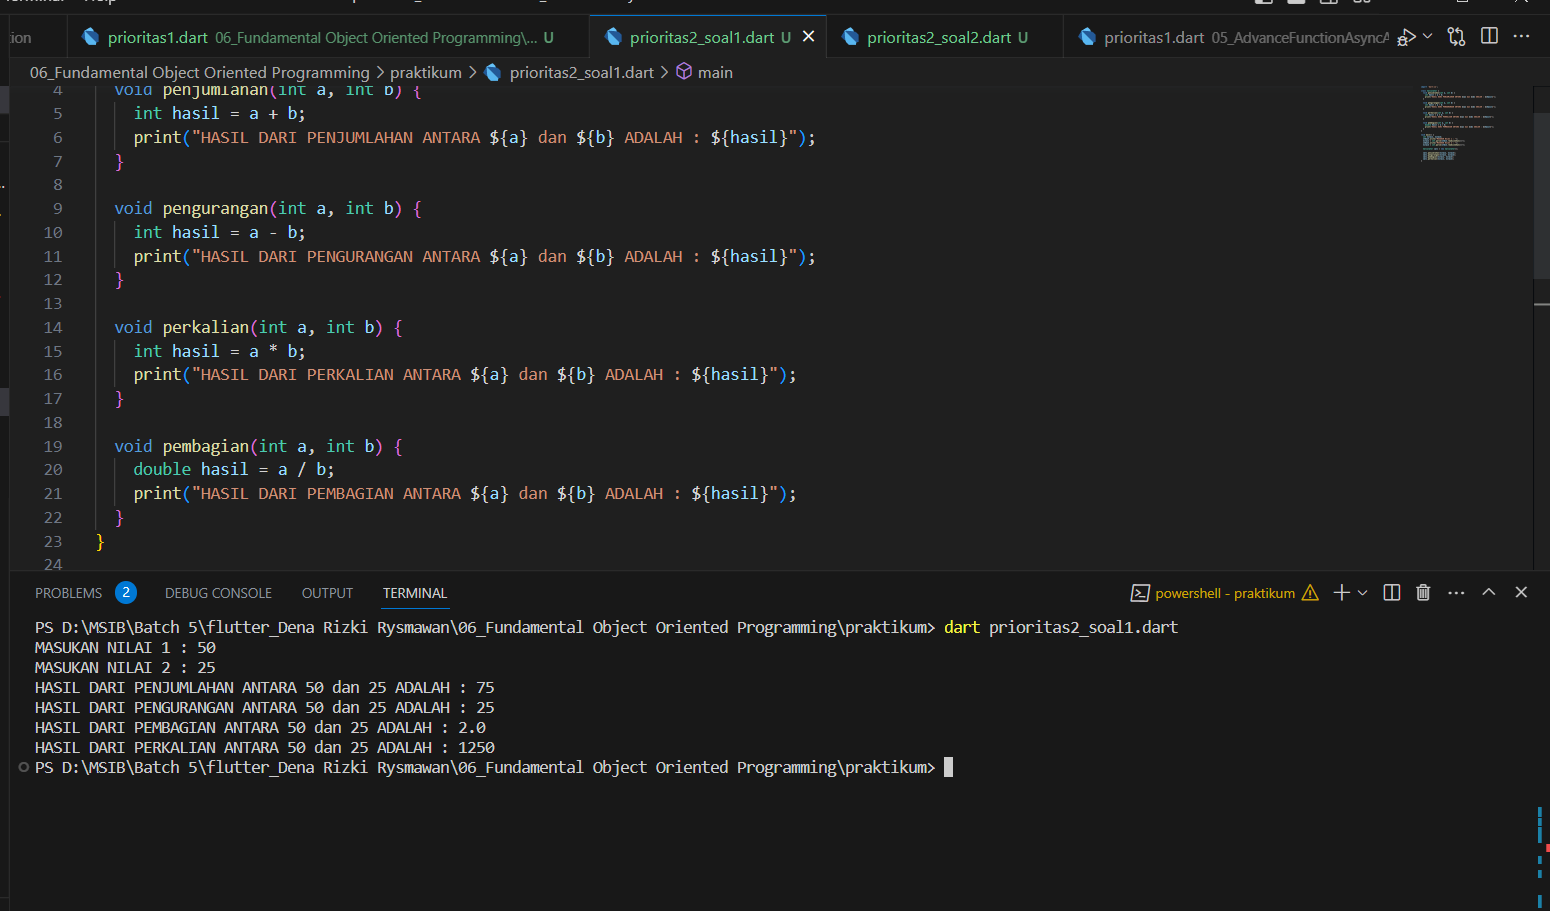 ion prioritas1.dart 06_Fundamental Object Oriented Programming\... U prioritas2_soal1.dart U prioritas2_soal2.dart U prioritas1.dart 05_AdvanceFunctionAsyncA
06_Fundamental Object Oriented Programming > praktikum > prioritas2_soal1.dart > main
4 void penjumlahan(int a, int b) {
5 int hasil = a + b;
6 print("HASIL DARI PENJUMLAHAN ANTARA ${a} dan ${b} ADALAH : ${hasil}");
7 }
8
9 void pengurangan(int a, int b) {
10 int hasil = a - b;
11 print("HASIL DARI PENGURANGAN ANTARA ${a} dan ${b} ADALAH : ${hasil}");
12 }
13
14 void perkalian(int a, int b) {
15 int hasil = a * b;
16 print("HASIL DARI PERKALIAN ANTARA ${a} dan ${b} ADALAH : ${hasil}");
17 }
18
19 void pembagian(int a, int b) {
20 double hasil = a / b;
21 print("HASIL DARI PEMBAGIAN ANTARA ${a} dan ${b} ADALAH : ${hasil}");
22 }
23 }
24
PROBLEMS 2 DEBUG CONSOLE OUTPUT TERMINAL powershell - praktikum
PS D:\MSIB\Batch 5\flutter_Dena Rizki Rysmawan\06_Fundamental Object Oriented Programming\praktikum> dart prioritas2_soal1.dart
MASUKAN NILAI 1 : 50
MASUKAN NILAI 2 : 25
HASIL DARI PENJUMLAHAN ANTARA 50 dan 25 ADALAH : 75
HASIL DARI PENGURANGAN ANTARA 50 dan 25 ADALAH : 25
HASIL DARI PEMBAGIAN ANTARA 50 dan 25 ADALAH : 2.0
HASIL DARI PERKALIAN ANTARA 50 dan 25 ADALAH : 1250
PS D:\MSIB\Batch 5\flutter_Dena Rizki Rysmawan\06_Fundamental Object Oriented Programming\praktikum>